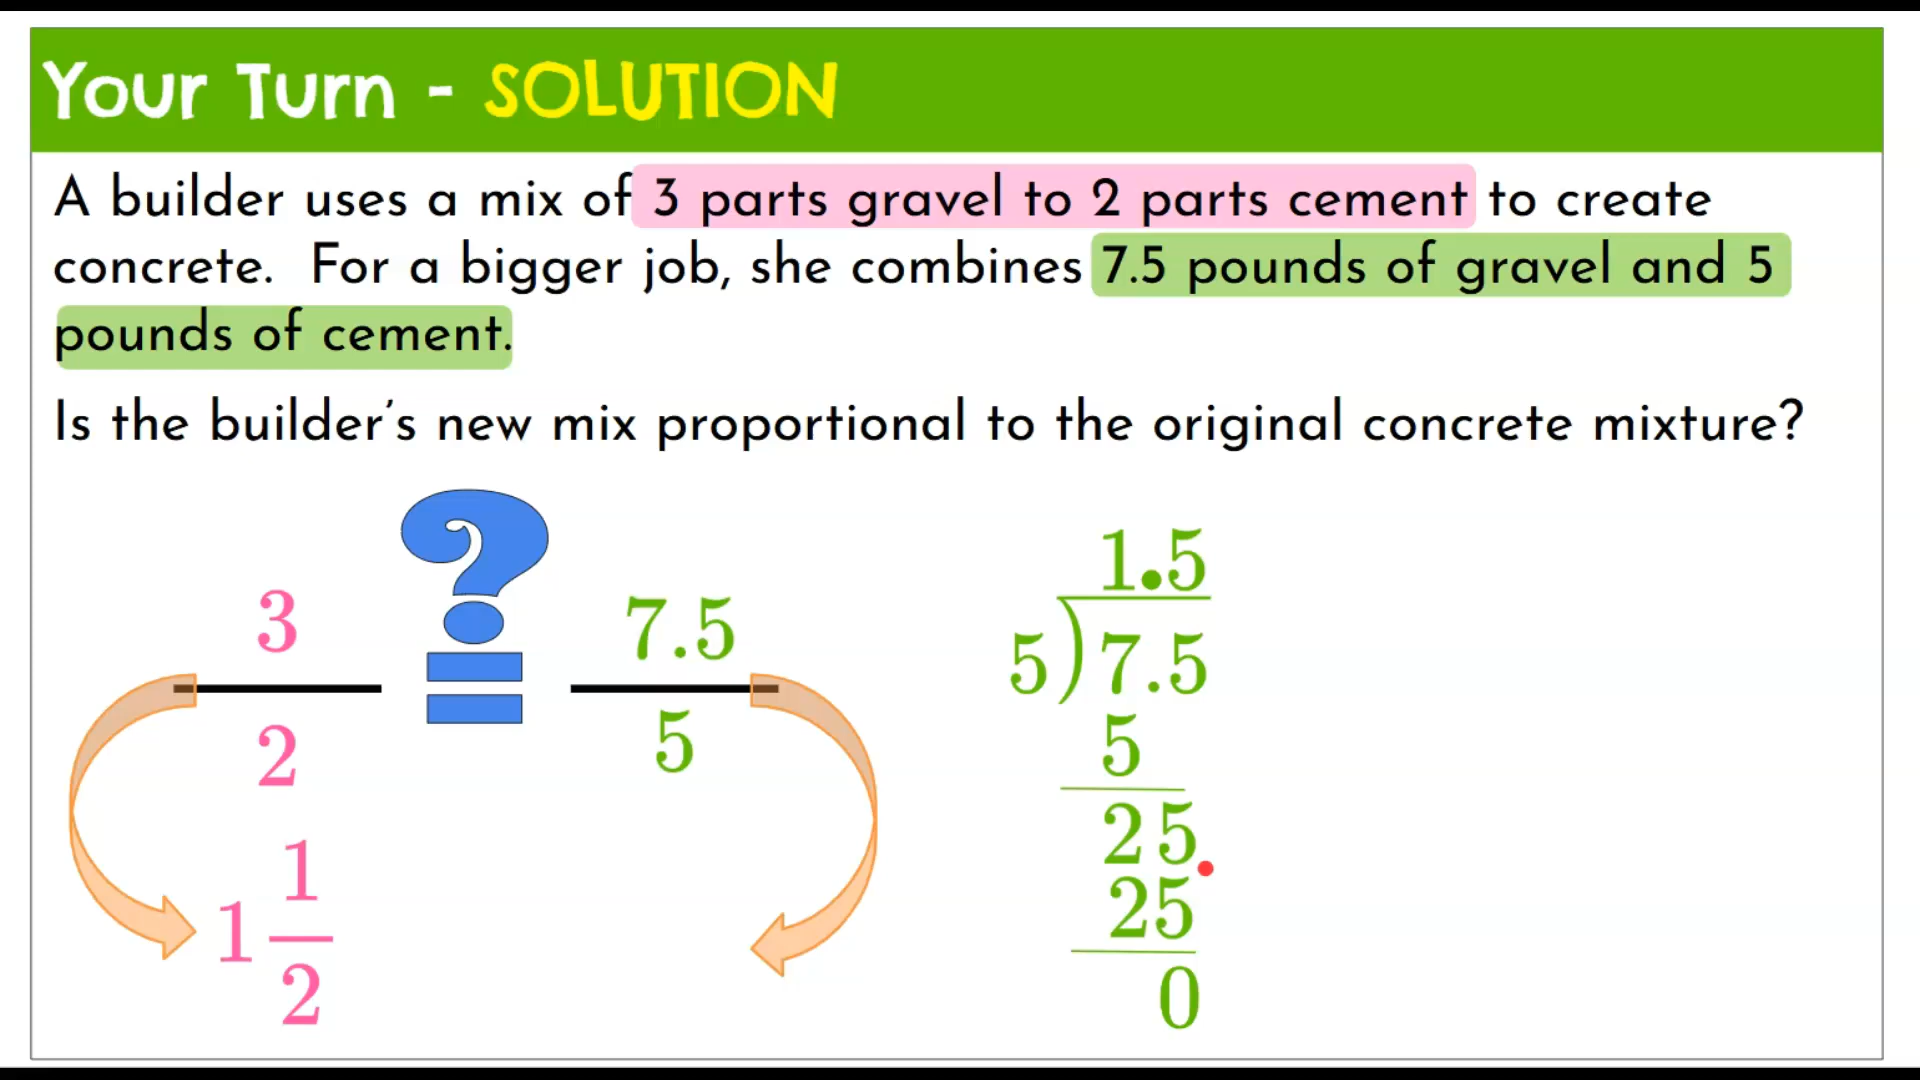 Your Turn - SOLUTION
A builder uses a mix of 3 parts gravel to 2 parts cement to create
concrete. For a bigger job, she combines 7.5 pounds of gravel and 5
pounds of cement.
Is the builder's new mix proportional to the original concrete mixture?
3
2
?
=
7.5
5
1 1/2
1.5
5)7.5
5
25
25
0